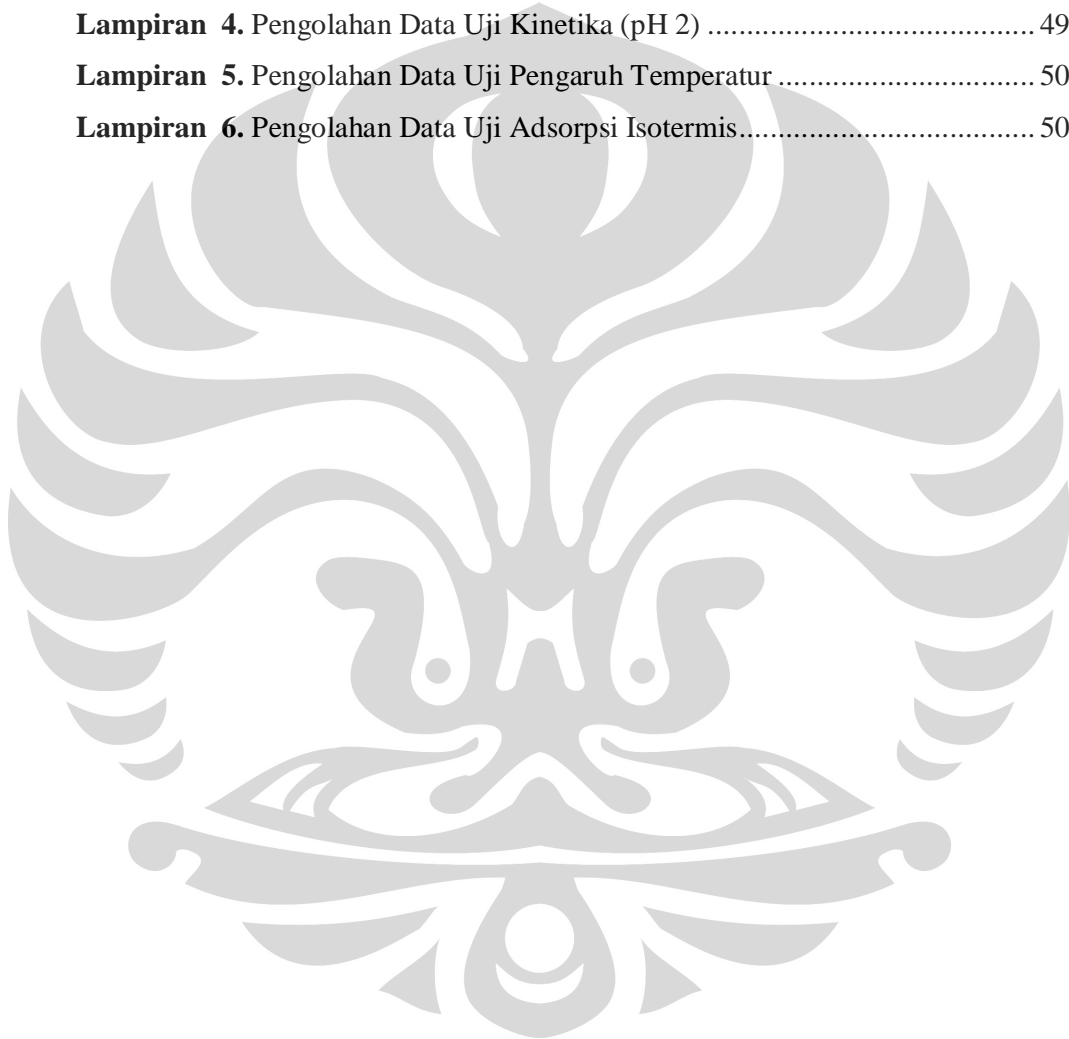 Lampiran  4. Pengolahan Data Uji Kinetika (pH 2) ...................................... 49
Lampiran  5. Pengolahan Data Uji Pengaruh Temperatur .............................. 50
Lampiran  6. Pengolahan Data Uji Adsorpsi Isotermis.................................. 50